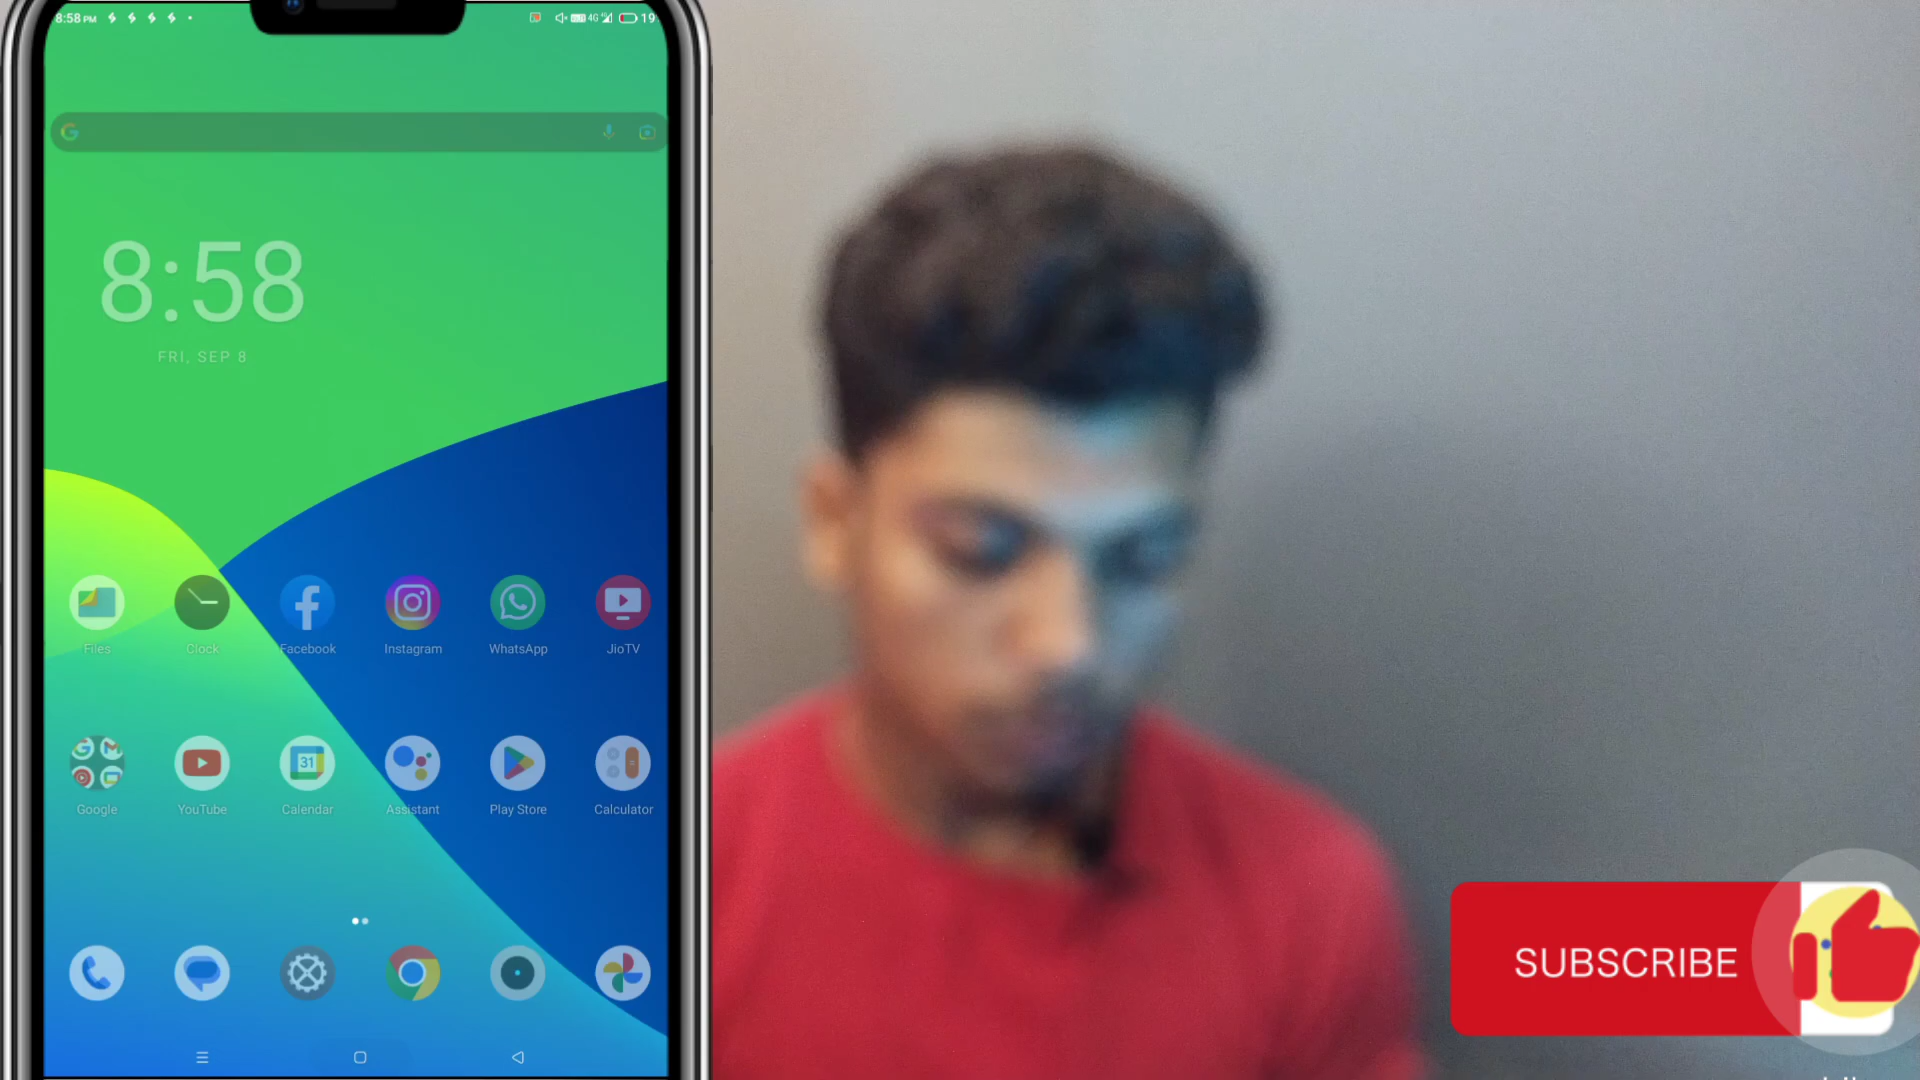 8:58 PM
4G 19
8:58
FRI, SEP 8
Files Clock Facebook Instagram WhatsApp JioTV
31
Google YouTube Calendar Assistant Play Store Calculator
SUBSCRIBE